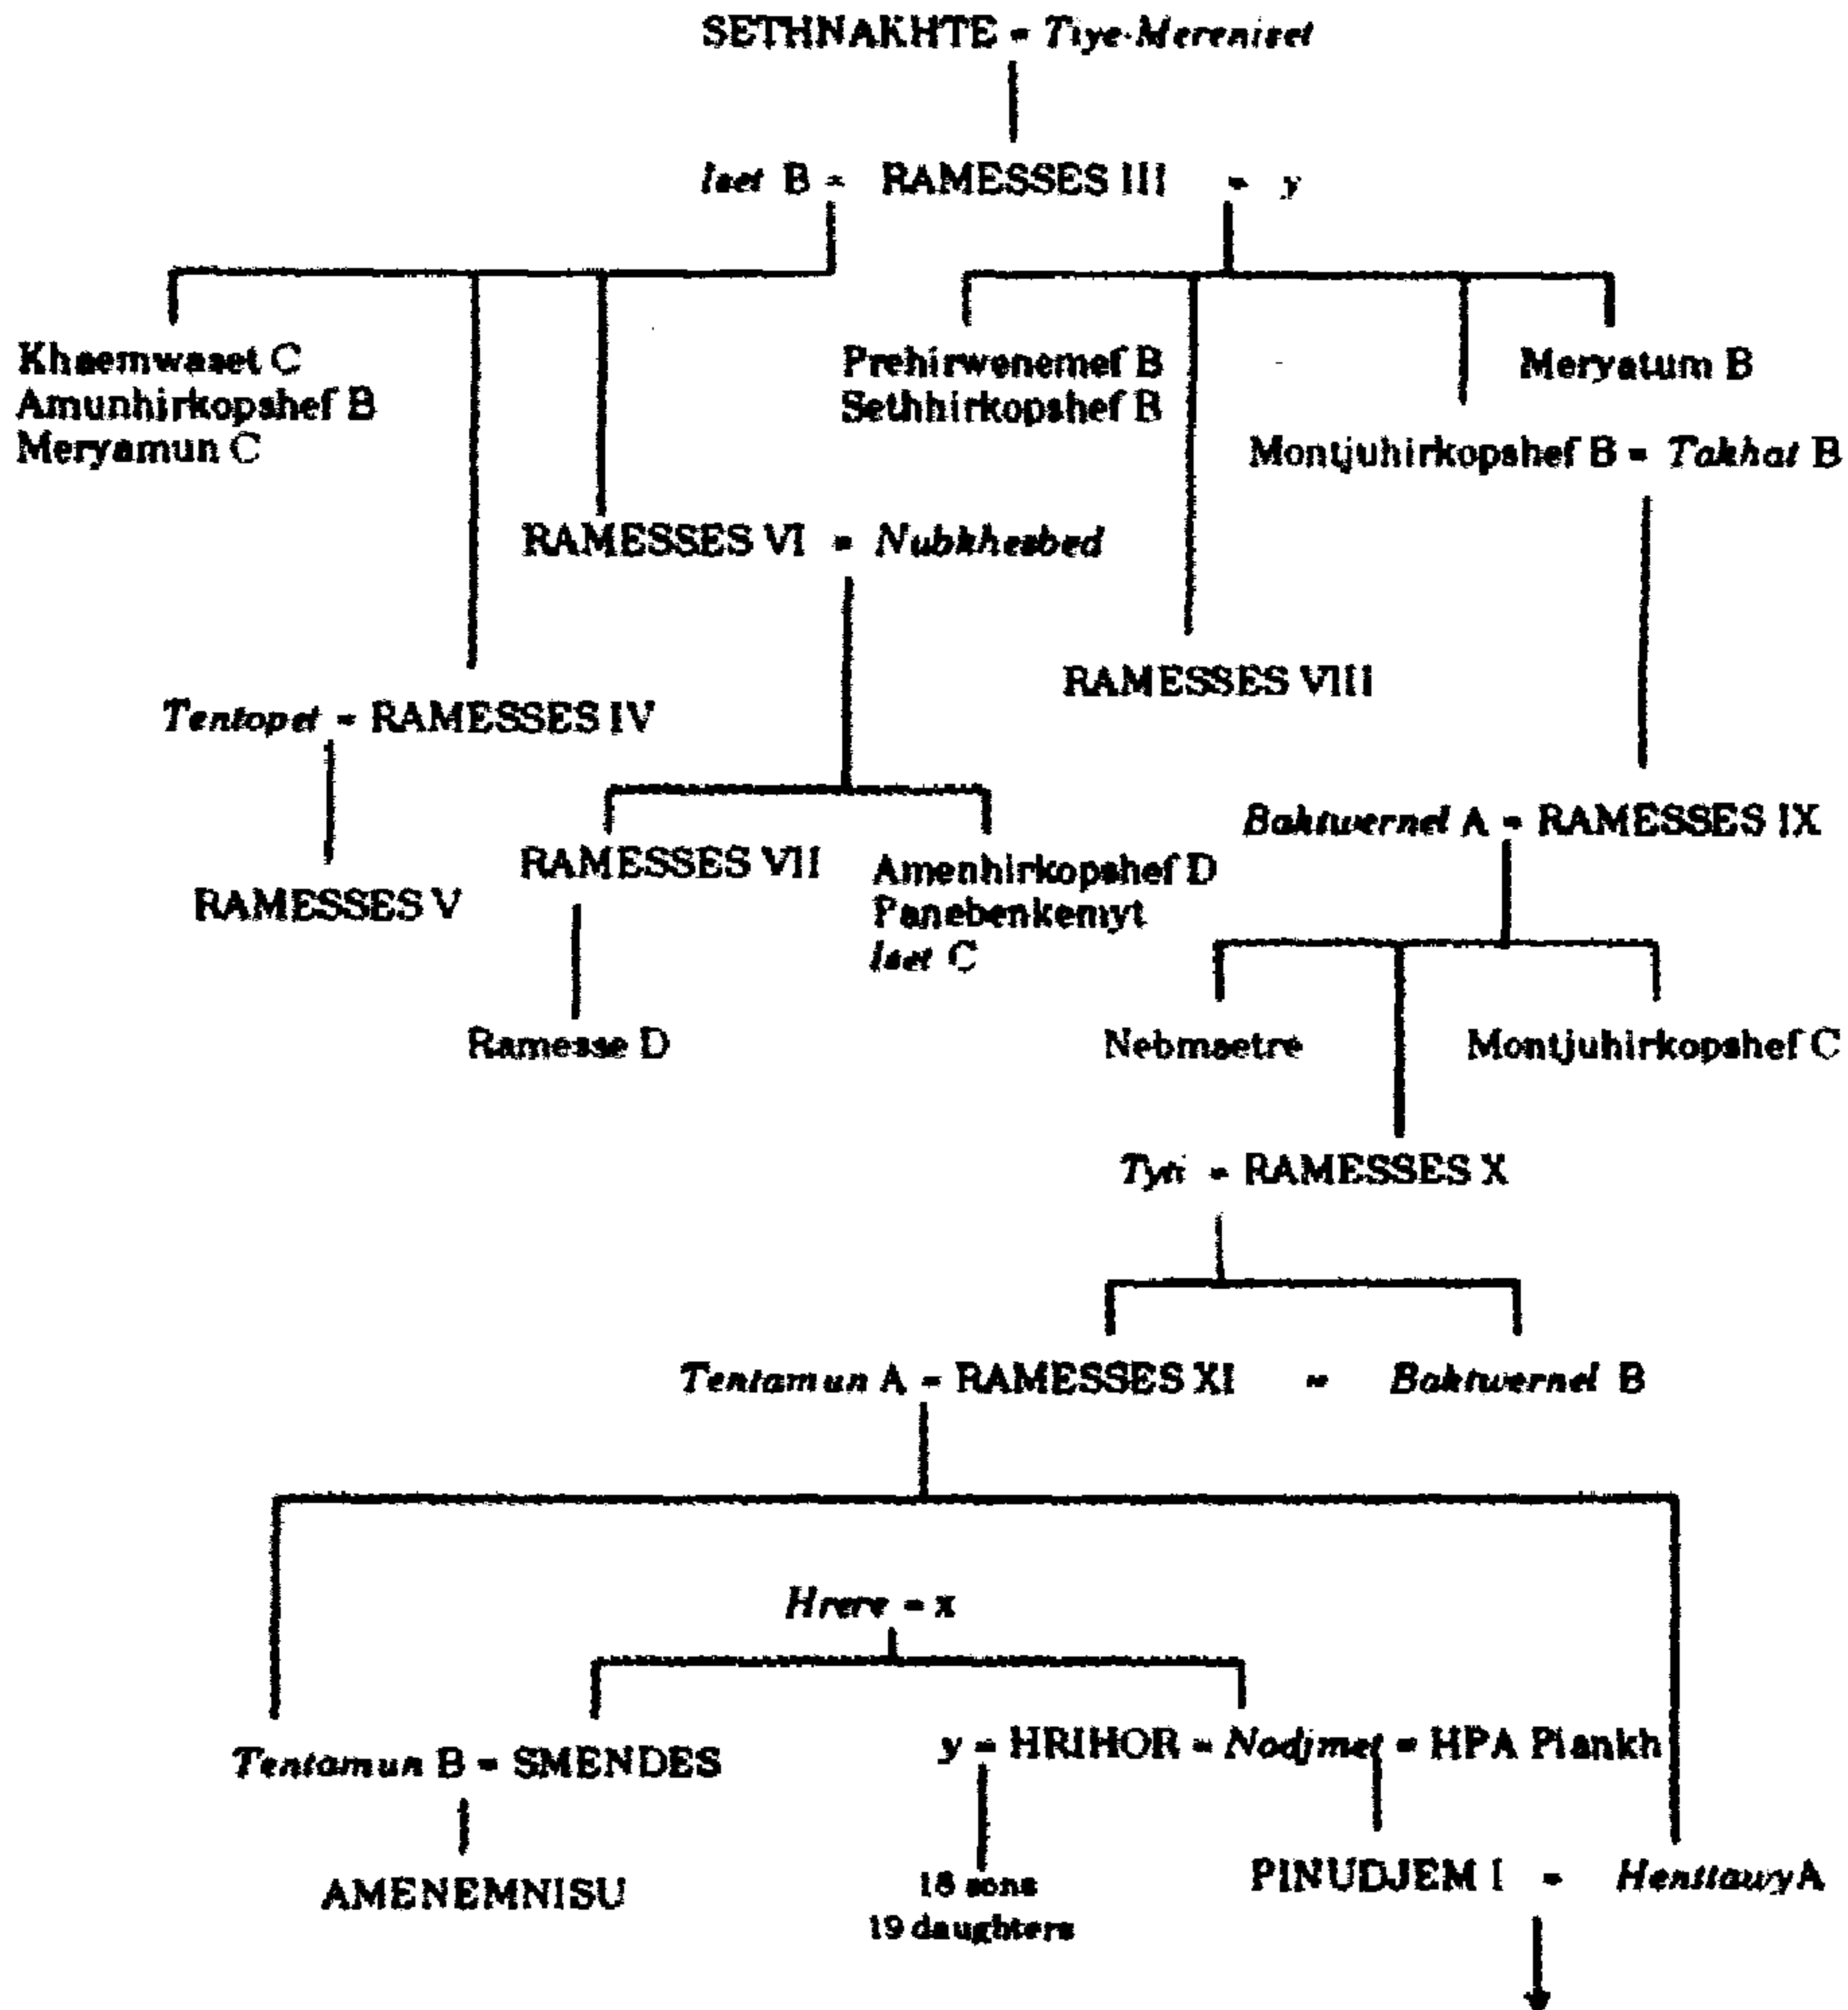 SETHNAKHTE = Tiye-Mereniset
Iset B = RAMESSES III = y
Khaemwaset C
Amunhirkopshef B
Meryamun C
Prehirwenemef B
Sethhirkopshef B
Meryatum B
Montjuhirkopshef B = Takhat B
RAMESSES VI = Nubkhesbed
RAMESSES VIII
Tentopet = RAMESSES IV
Baktwernel A = RAMESSES IX
RAMESSES V
RAMESSES VII
Amenhirkopshef D
Panebenkemyt
Iset C
Ramesse D
Nebmaetre
Montjuhirkopshef C
Tyti = RAMESSES X
Tentamun A = RAMESSES XI = Baktwernel B
Hrere = x
Tentamun B = SMENDES
y = HRIHOR = Nodjmet = HPA Piankh
AMENEMNISU
18 sons
19 daughters
PINUDJEM I = Henttawy A